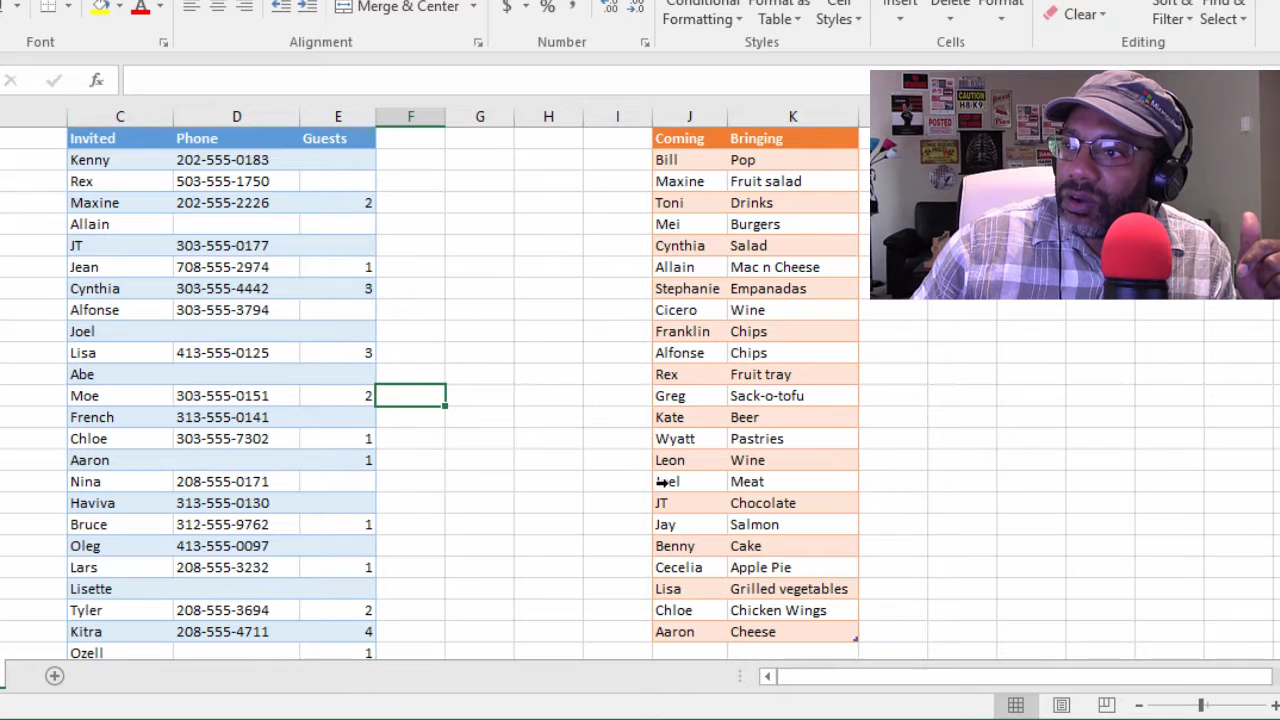 Merge & Center
$ % ,
Conditional Format as Cell
Formatting Table Styles
Insert Delete Format
Sort & Find &
Clear
Filter Select
Font Alignment Number Styles Cells Editing
fx
C D E F G H I J K
Invited Phone Guests Coming Bringing
Kenny 202-555-0183 Bill Pop
Rex 503-555-1750 Maxine Fruit salad
Maxine 202-555-2226 2 Toni Drinks
Allain Mei Burgers
JT 303-555-0177 Cynthia Salad
Jean 708-555-2974 1 Allain Mac n Cheese
Cynthia 303-555-4442 3 Stephanie Empanadas
Alfonse 303-555-3794 Cicero Wine
Joel Franklin Chips
Lisa 413-555-0125 3 Alfonse Chips
Abe Rex Fruit tray
Moe 303-555-0151 2 Greg Sack-o-tofu
French 313-555-0141 Kate Beer
Chloe 303-555-7302 1 Wyatt Pastries
Aaron 1 Leon Wine
Nina 208-555-0171 Meat
Haviva 313-555-0130 JT Chocolate
Bruce 312-555-9762 1 Jay Salmon
Oleg 413-555-0097 Benny Cake
Lars 208-555-3232 1 Cecelia Apple Pie
Lisette Lisa Grilled vegetables
Tyler 208-555-3694 2 Chloe Chicken Wings
Kitra 208-555-4711 4 Aaron Cheese
Ozell 1
CAUTION
POSTED